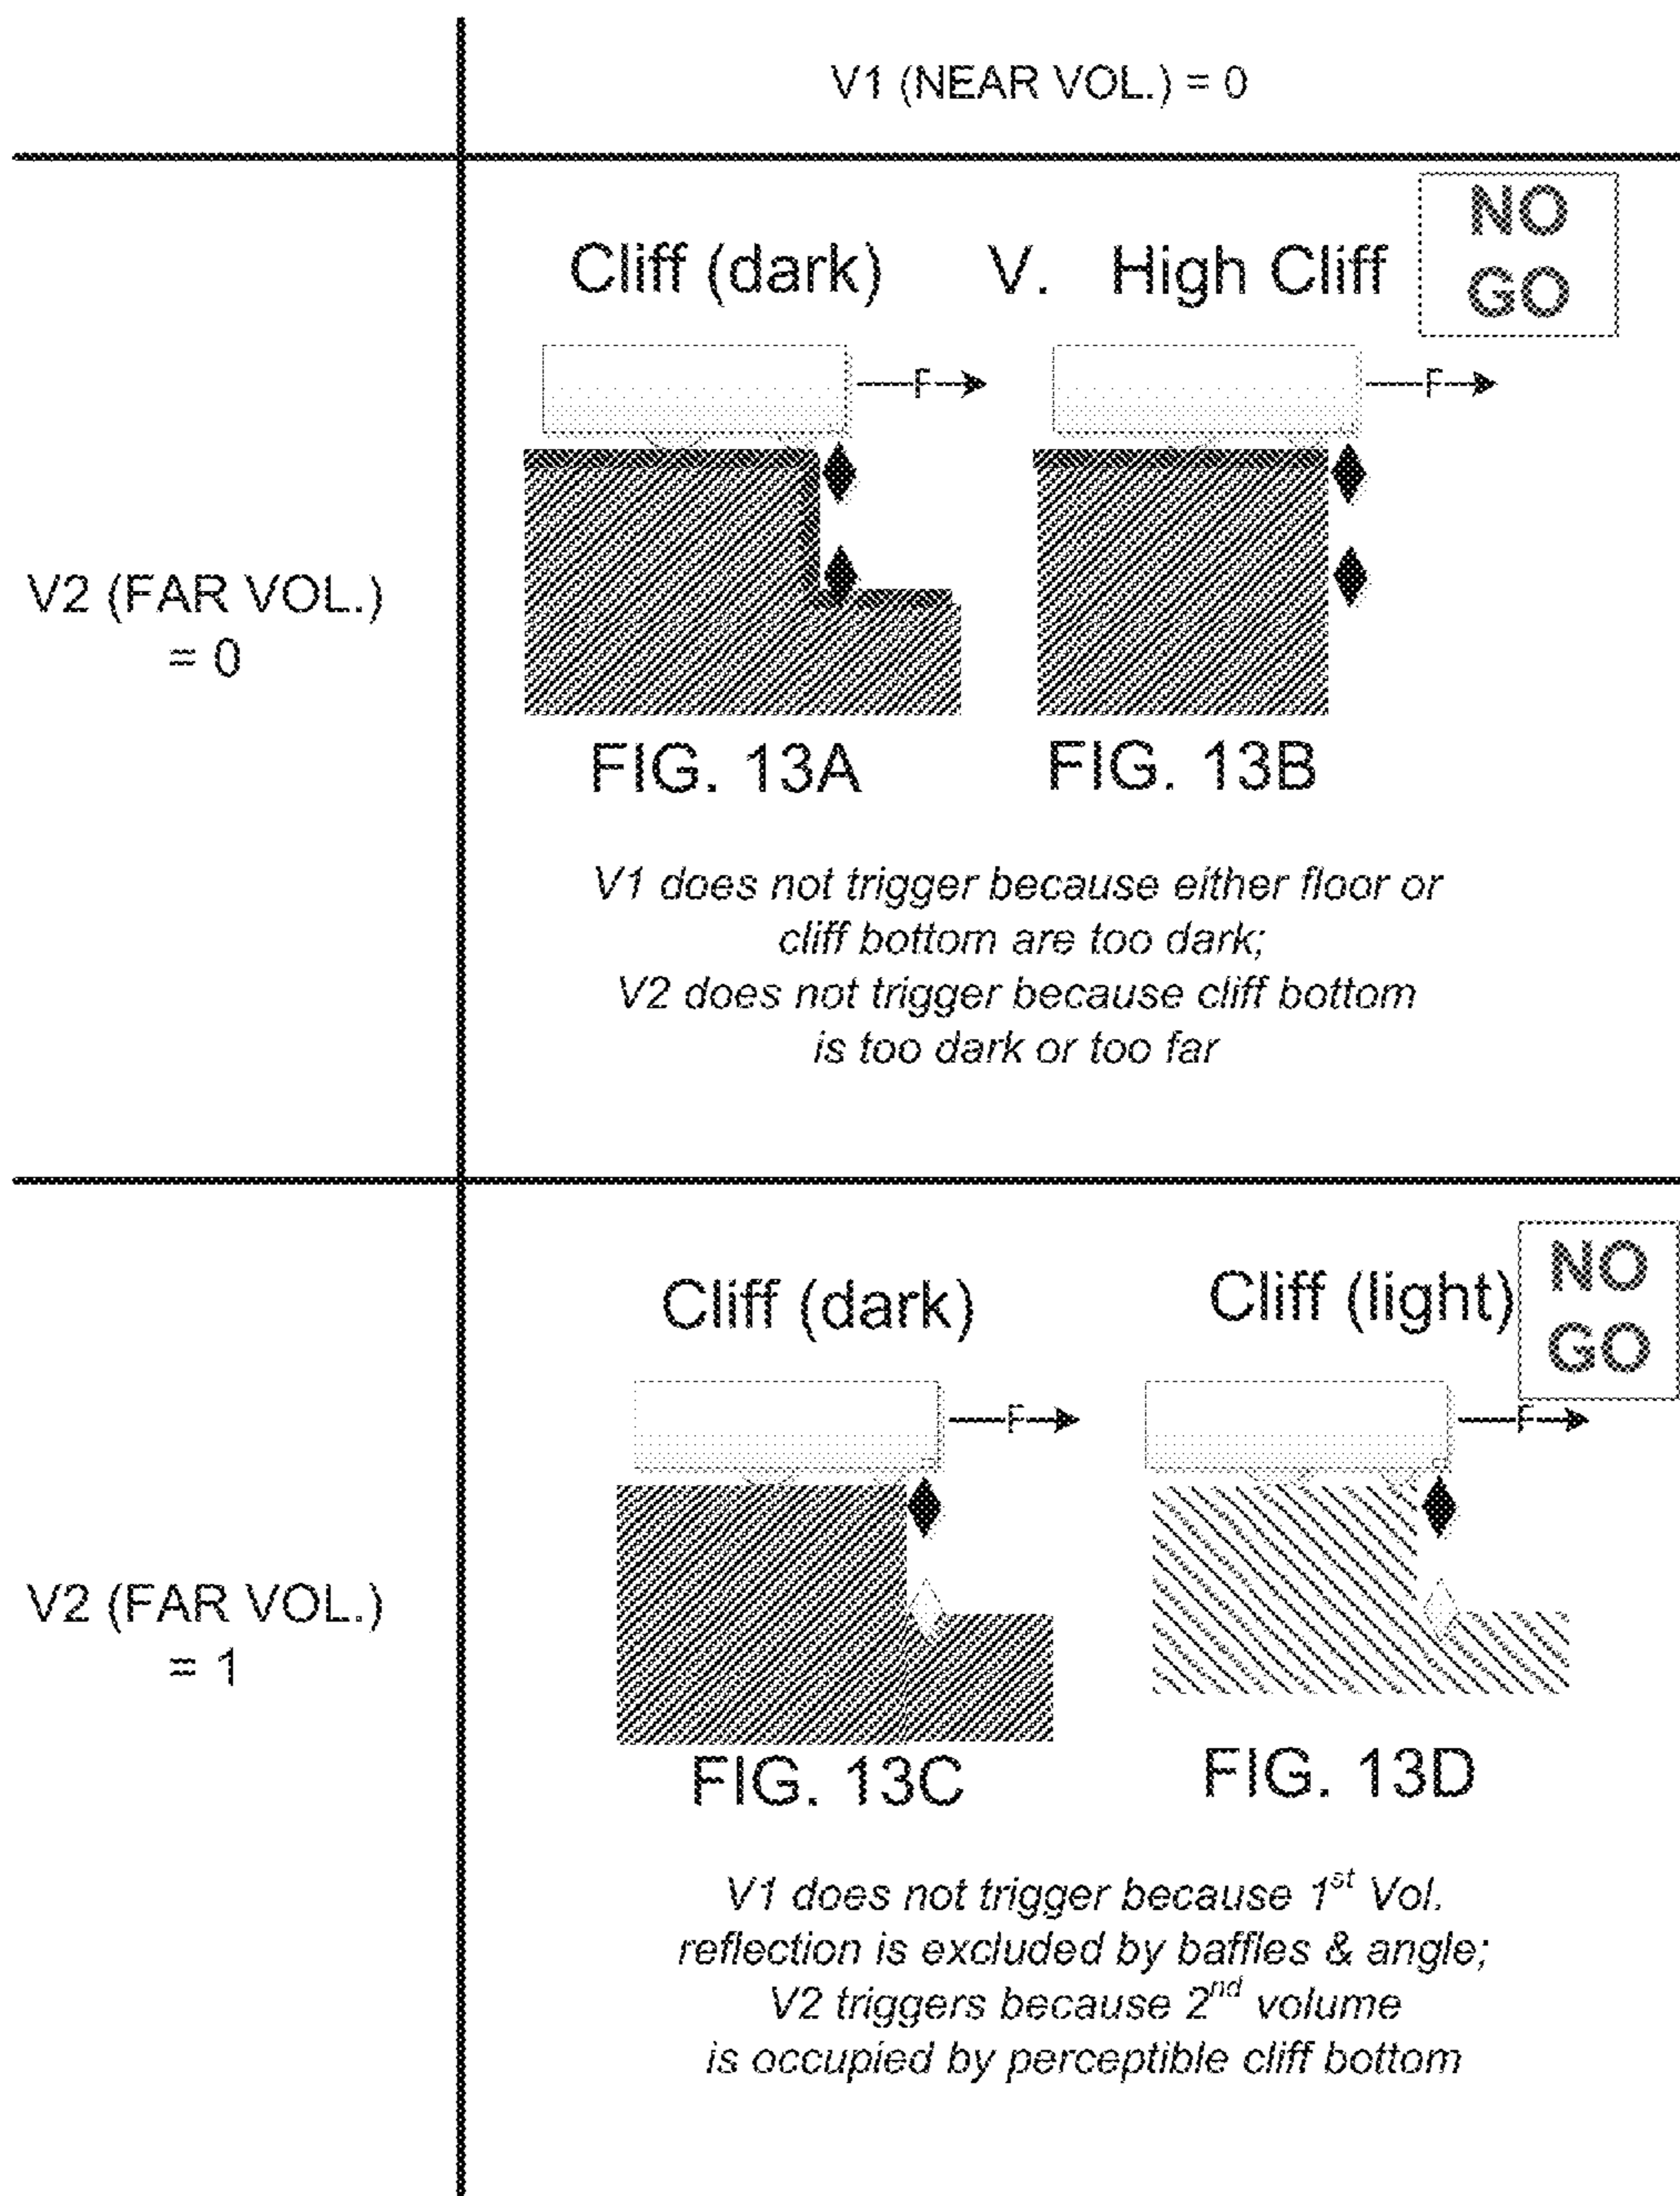 V1 (NEAR VOL.) = 0
V2 (FAR VOL.)
= 0
Cliff (dark) V. High Cliff
NO
GO
F
F
FIG. 13A
FIG. 13B
V1 does not trigger because either floor or
cliff bottom are too dark;
V2 does not trigger because cliff bottom
is too dark or too far
V2 (FAR VOL.)
= 1
Cliff (dark)
Cliff (light)
NO
GO
F
F
FIG. 13C
FIG. 13D
V1 does not trigger because 1st Vol.
reflection is excluded by baffles & angle;
V2 triggers because 2nd volume
is occupied by perceptible cliff bottom